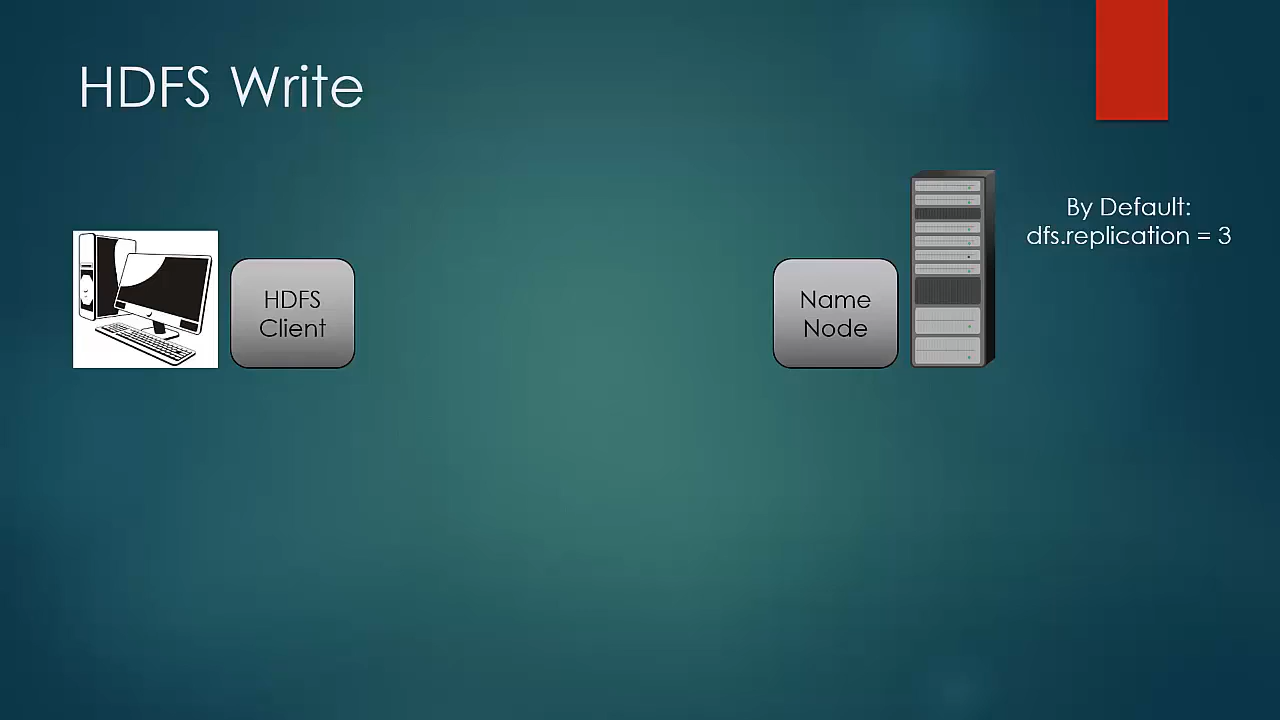 HDFS Write
By Default:
dfs.replication = 3
HDFS
Client
Name
Node